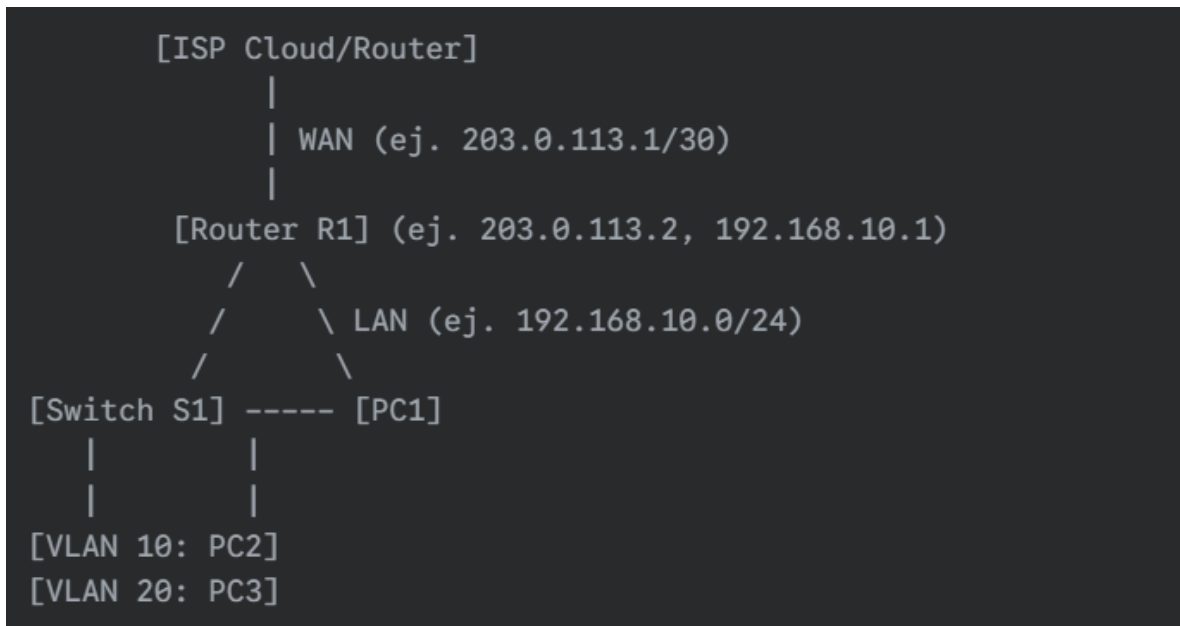 [ISP Cloud/Router]
|
| WAN (ej. 203.0.113.1/30)
|
[Router R1] (ej. 203.0.113.2, 192.168.10.1)
/ \
/ \ LAN (ej. 192.168.10.0/24)
/ \
[Switch S1] ----- [PC1]
| |
| |
[VLAN 10: PC2]
[VLAN 20: PC3]